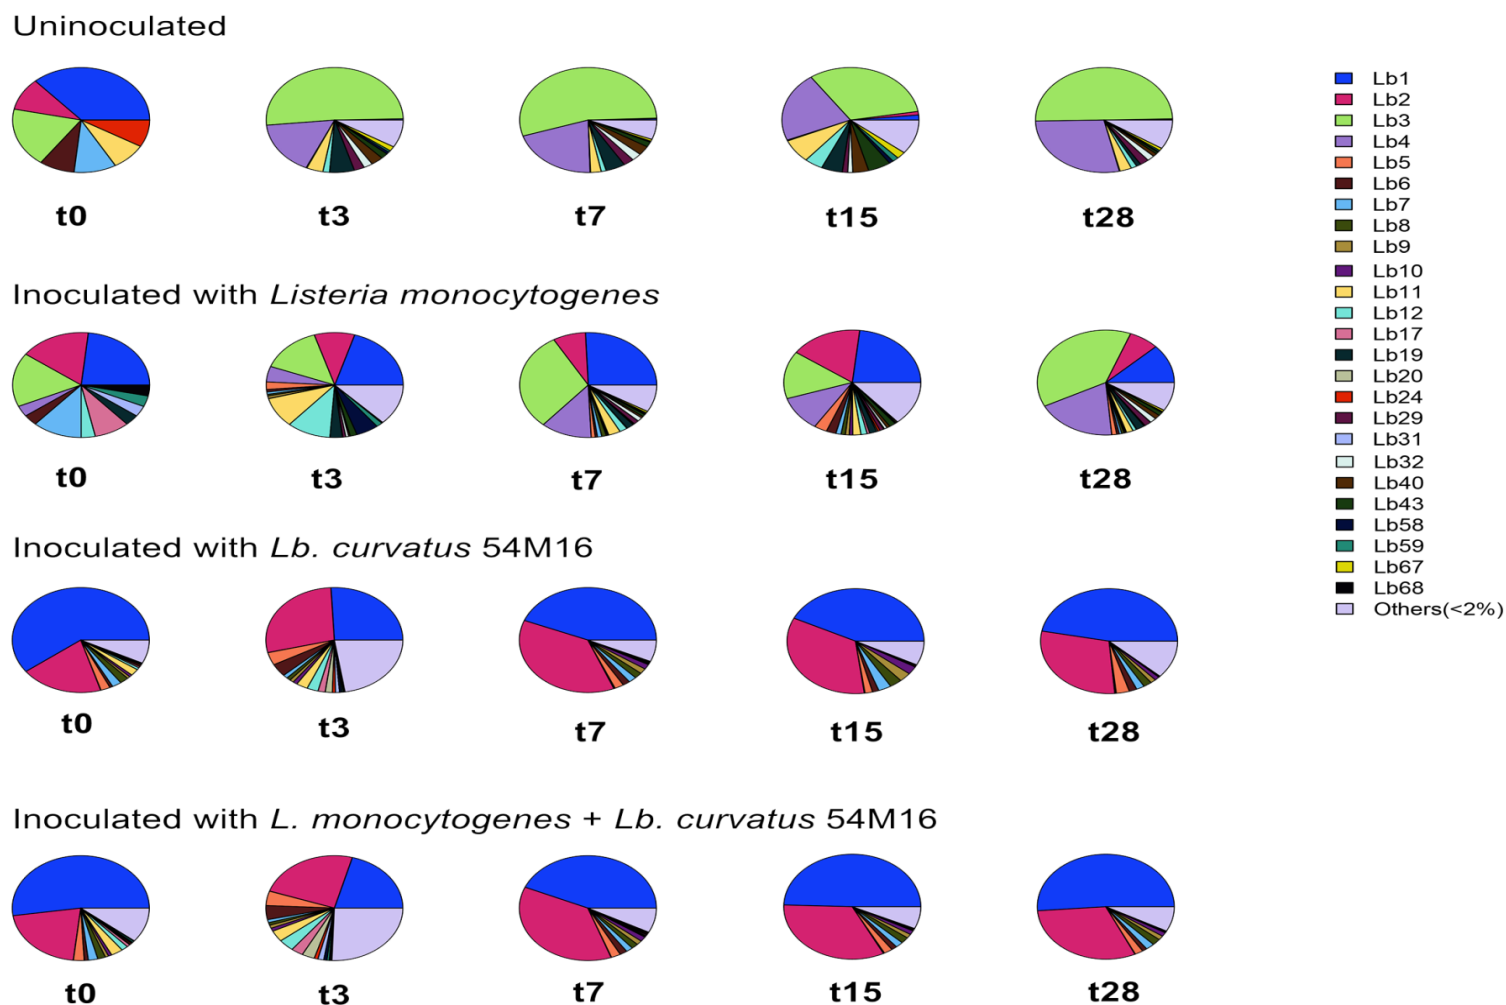 Uninoculated
t0 t3 t7 t15 t28
Inoculated with Listeria monocytogenes
t0 t3 t7 t15 t28
Inoculated with Lb. curvatus 54M16
t0 t3 t7 t15 t28
Inoculated with L. monocytogenes + Lb. curvatus 54M16
t0 t3 t7 t15 t28
Lb1
Lb2
Lb3
Lb4
Lb5
Lb6
Lb7
Lb8
Lb9
Lb10
Lb11
Lb12
Lb17
Lb19
Lb20
Lb24
Lb29
Lb31
Lb32
Lb40
Lb43
Lb58
Lb59
Lb67
Lb68
Others(<2%)